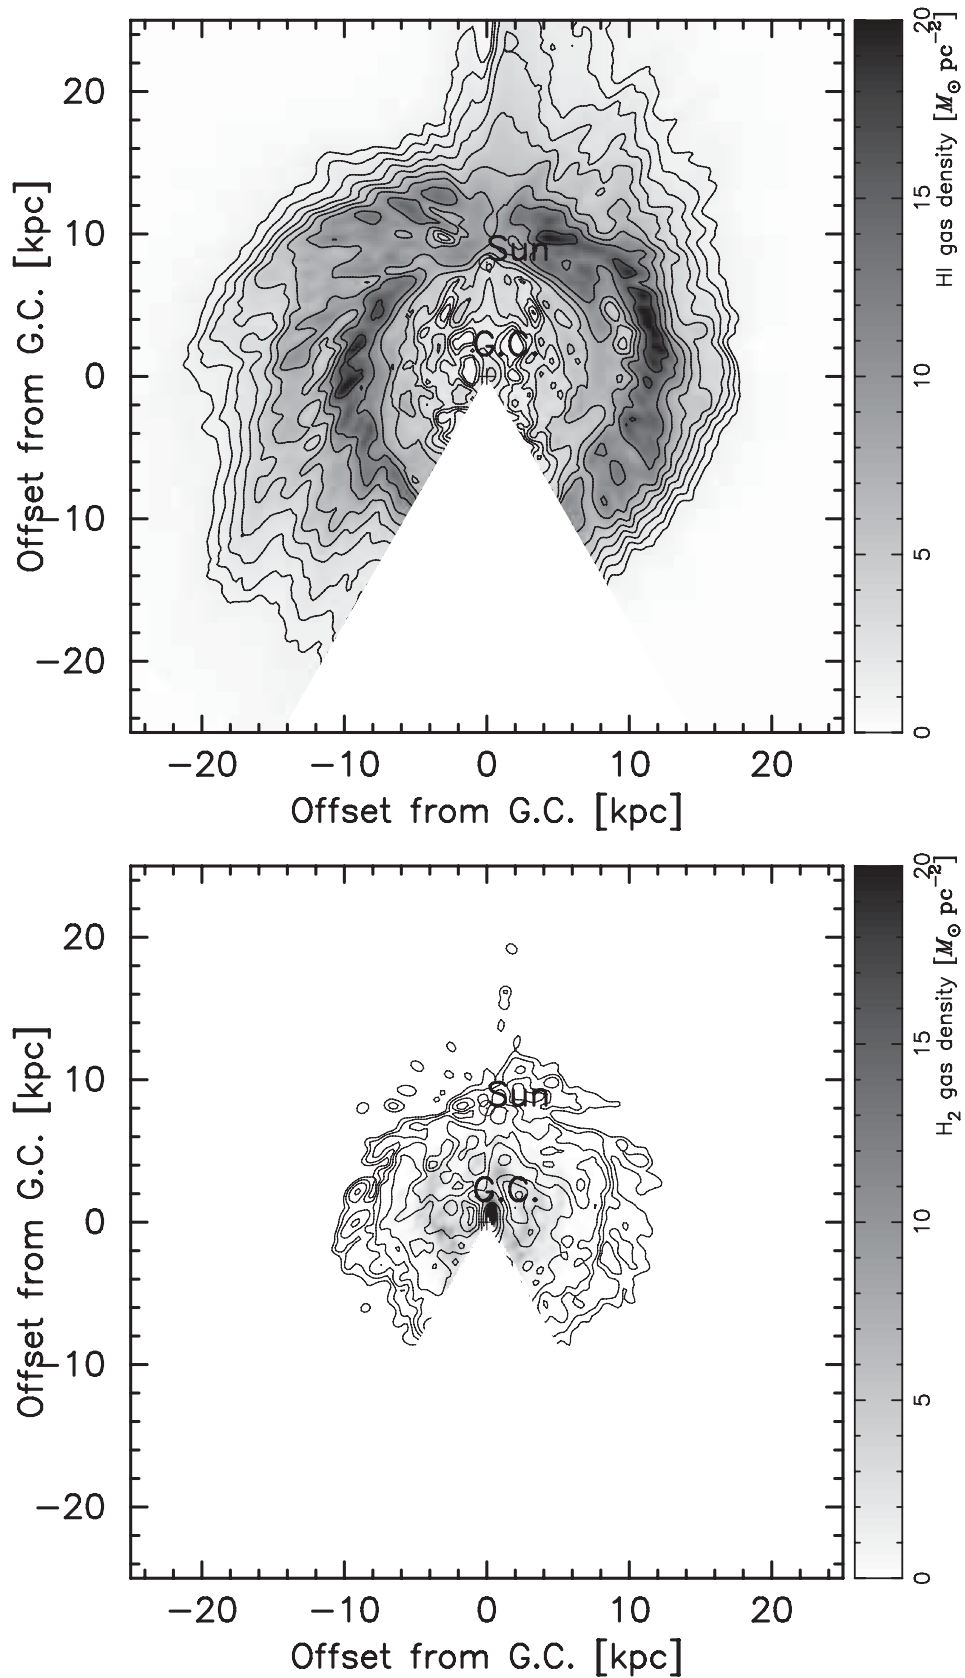 20
10
0
−10
−20
Offset from G.C. [kpc]
Sun
G.C.
−20 −10 0 10 20
Offset from G.C. [kpc]
20
15
10
5
0
HI gas density [M⊙ pc−2]
20
10
0
−10
−20
Offset from G.C. [kpc]
Sun
G.C.
−20 −10 0 10 20
Offset from G.C. [kpc]
20
15
10
5
0
H2 gas density [M⊙ pc−2]